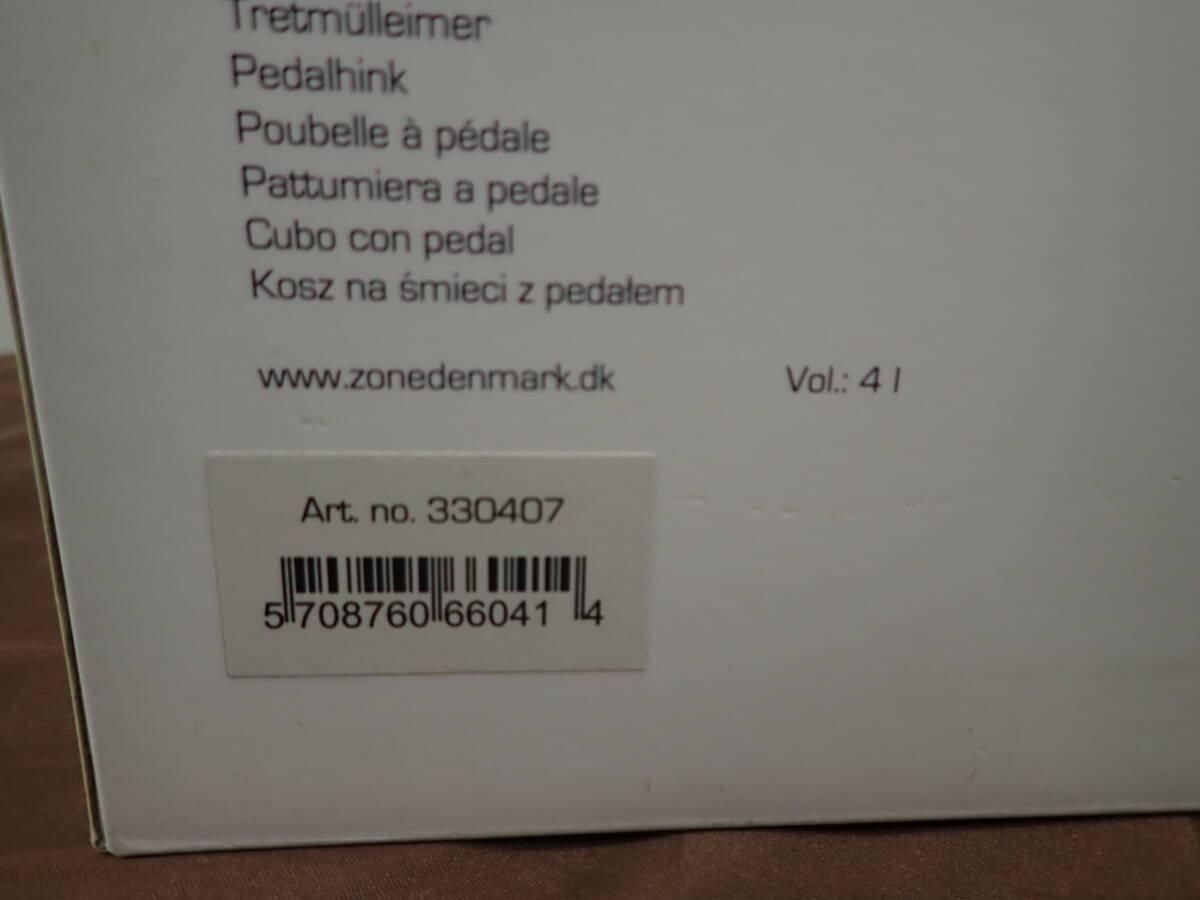 Tretmülleimer
Pedalhink
Poubelle à pédale
Pattumiera a pedale
Cubo con pedal
Kosz na śmieci z pedałem
www.zonedenmark.dk
Vol.: 4 l
Art. no. 330407
5 708760 66041 4